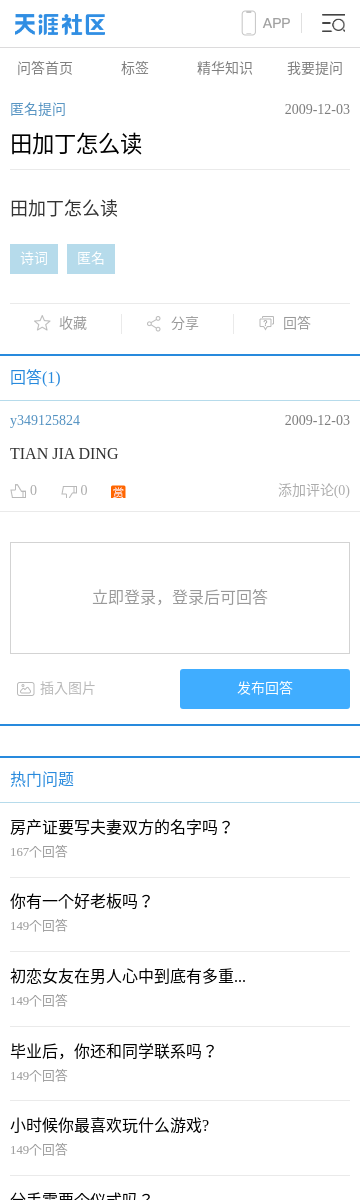 天涯社区
APP
问答首页 标签 精华知识 我要提问
匿名提问 2009-12-03
田加丁怎么读
田加丁怎么读
诗词 匿名
收藏 分享 回答
回答(1)
y349125824 2009-12-03
TIAN JIA DING
0 0 赏 添加评论(0)
立即登录，登录后可回答
插入图片 发布回答
热门问题
房产证要写夫妻双方的名字吗？
167个回答
你有一个好老板吗？
149个回答
初恋女友在男人心中到底有多重...
149个回答
毕业后，你还和同学联系吗？
149个回答
小时候你最喜欢玩什么游戏?
149个回答
分手需要个仪式吗？